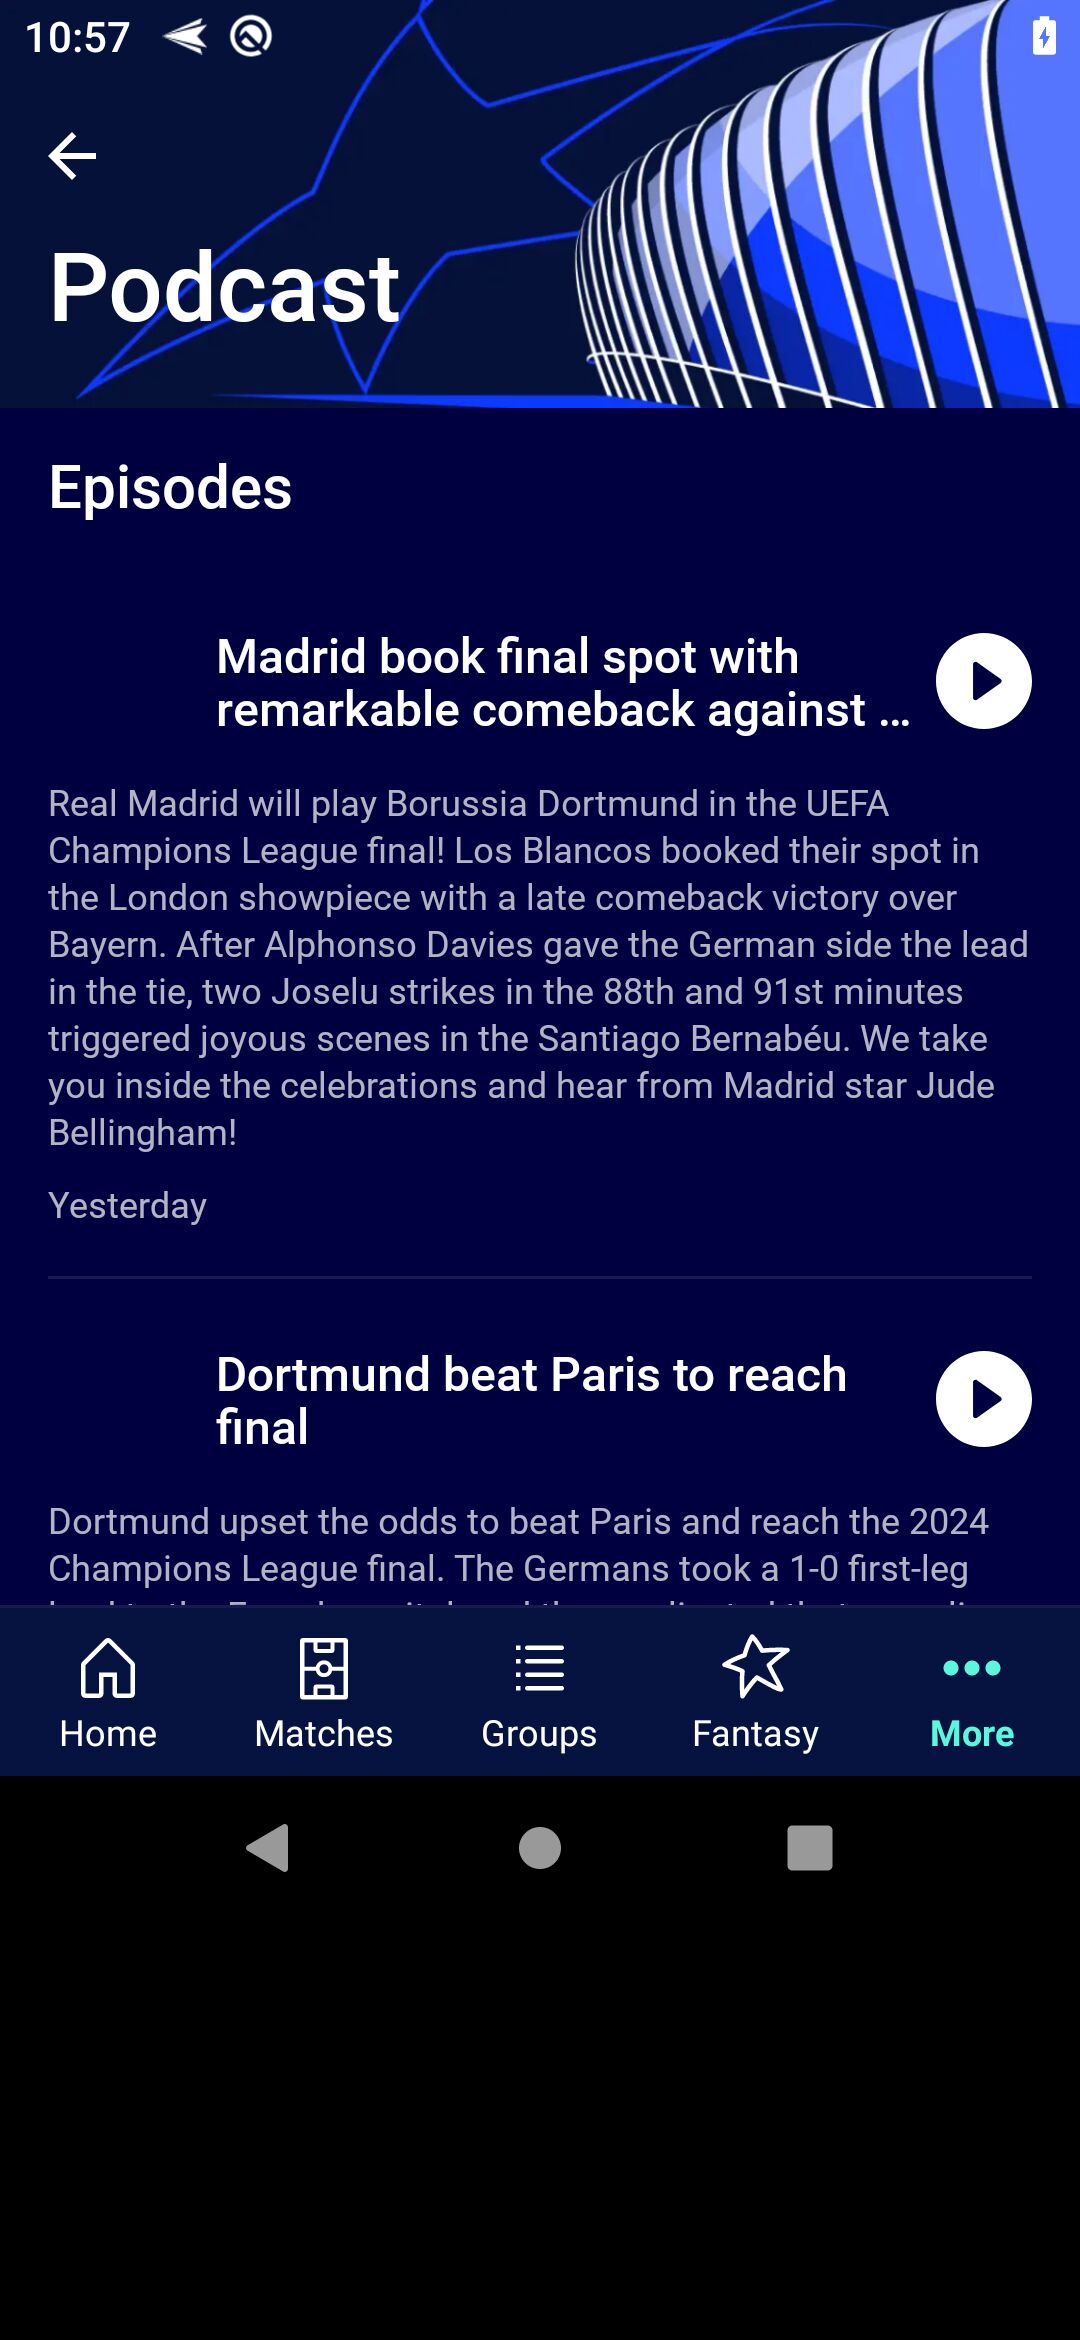 10:57
Podcast
Episodes
Madrid book final spot with
remarkable comeback against ...
Real Madrid will play Borussia Dortmund in the UEFA
Champions League final! Los Blancos booked their spot in
the London showpiece with a late comeback victory over
Bayern. After Alphonso Davies gave the German side the lead
in the tie, two Joselu strikes in the 88th and 91st minutes
triggered joyous scenes in the Santiago Bernabéu. We take
you inside the celebrations and hear from Madrid star Jude
Bellingham!
Yesterday
Dortmund beat Paris to reach
final
Dortmund upset the odds to beat Paris and reach the 2024
Champions League final. The Germans took a 1-0 first-leg
Home
Matches
Groups
Fantasy
More